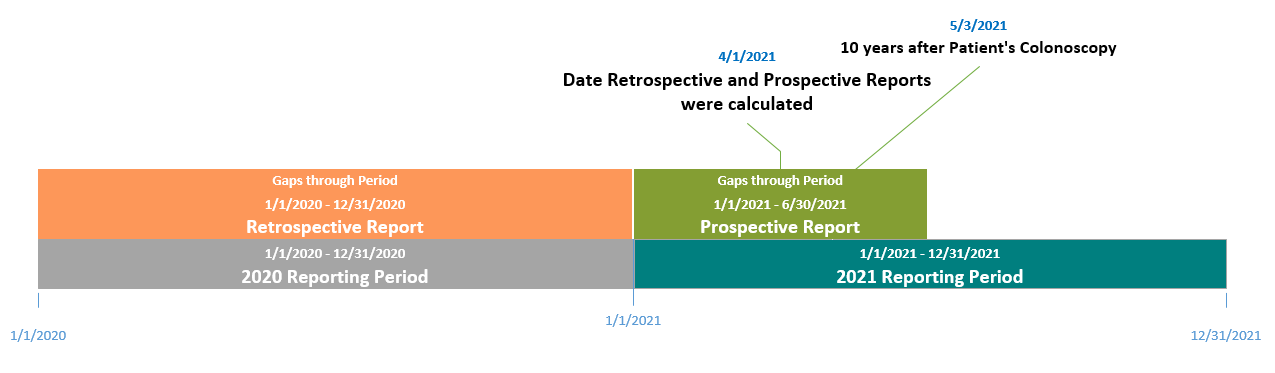 5/3/2021
10 years after Patient's Colonoscopy
4/1/2021
Date Retrospective and Prospective Reports
were calculated
Gaps through Period
1/1/2020 - 12/31/2020
Retrospective Report
Gaps through Period
1/1/2021 - 6/30/2021
Prospective Report
1/1/2020 - 12/31/2020
2020 Reporting Period
1/1/2021 - 12/31/2021
2021 Reporting Period
1/1/2020
1/1/2021
12/31/2021